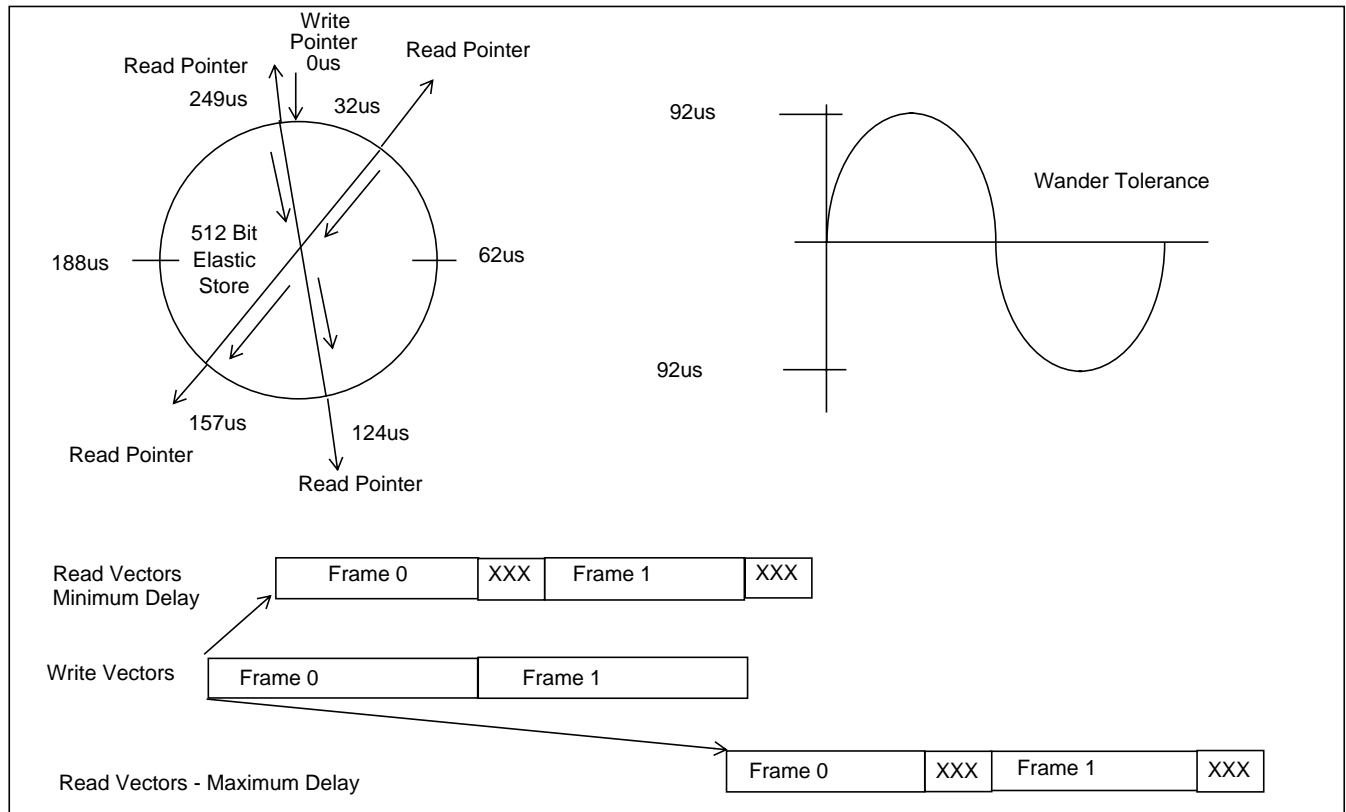 Write
Pointer
0us
Read Pointer
Read Pointer
249us
32us
512 Bit
Elastic
Store
188us
62us
157us
124us
Read Pointer
Read Pointer
92us
Wander Tolerance
92us
Read Vectors
Minimum Delay
Frame 0
XXX
Frame 1
XXX
Write Vectors
Frame 0
Frame 1
Read Vectors - Maximum Delay
Frame 0
XXX
Frame 1
XXX